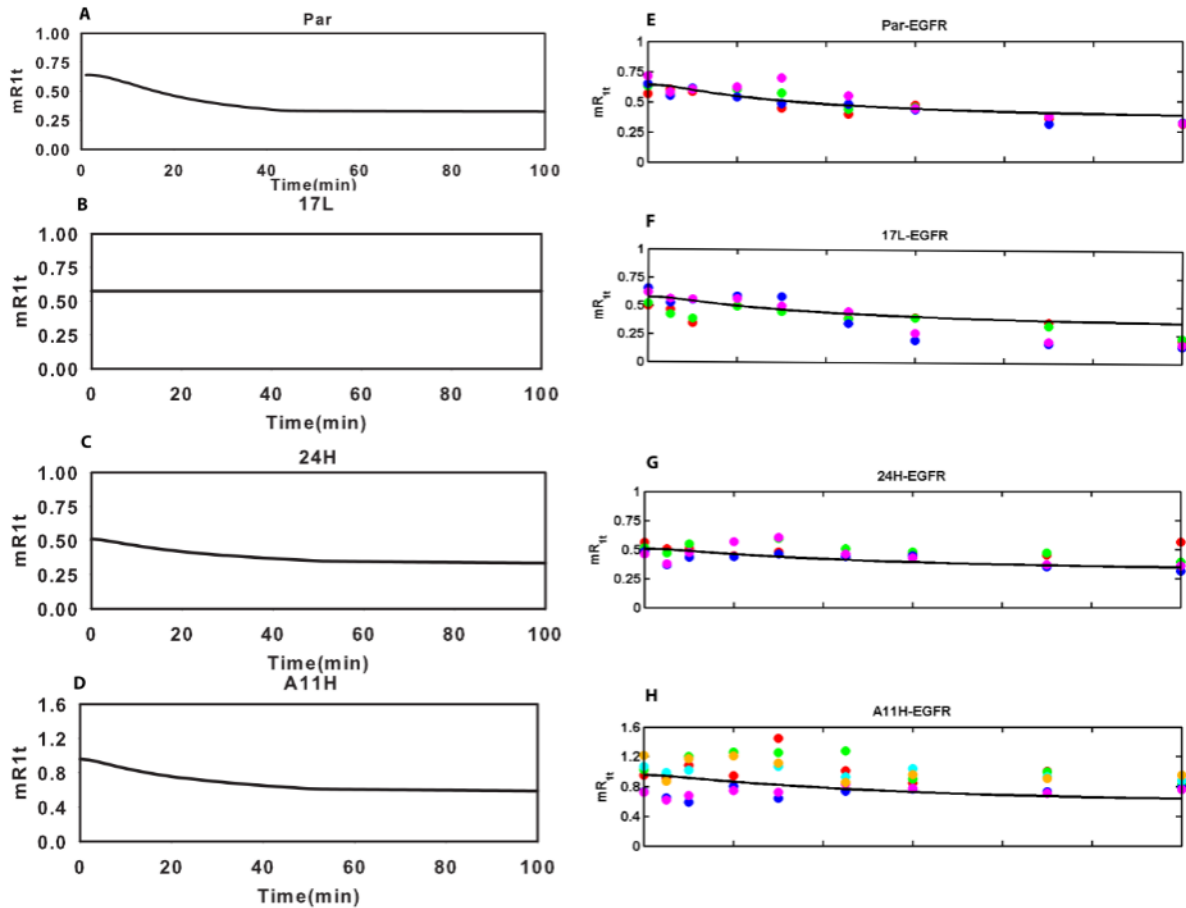 A
Par
1.00
0.75
0.50
0.25
0.00
mR1t
0 20 40 60 80 100
Time(min)
B
17L
1.00
0.75
0.50
0.25
0.00
mR1t
0 20 40 60 80 100
Time(min)
C
24H
1.00
0.75
0.50
0.25
0.00
mR1t
0 20 40 60 80 100
Time(min)
D
A11H
1.6
1.2
0.8
0.4
0.0
mR1t
0 20 40 60 80 100
Time(min)
E
Par-EGFR
1
0.75
0.5
0.25
0
mR1t
F
17L-EGFR
1
0.75
0.5
0.25
0
mR1t
G
24H-EGFR
1
0.75
0.5
0.25
0
mR1t
H
A11H-EGFR
1.6
1.2
0.8
0.4
0
mR1t